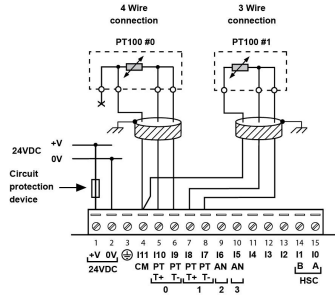 4 Wire connection
3 Wire connection
PT100 #0
PT100 #1
+V
24VDC
0V
Circuit protection device
1 2 3 4 5 6 7 8 9 10 11 12 13 14 15
+V 0V I11 I10 I9 I8 I7 I6 I5 I4 I3 I2 I1 I0
24VDC CM PT PT PT PT AN AN B A
T+ T- T+ T- HSC
0 1 2 3